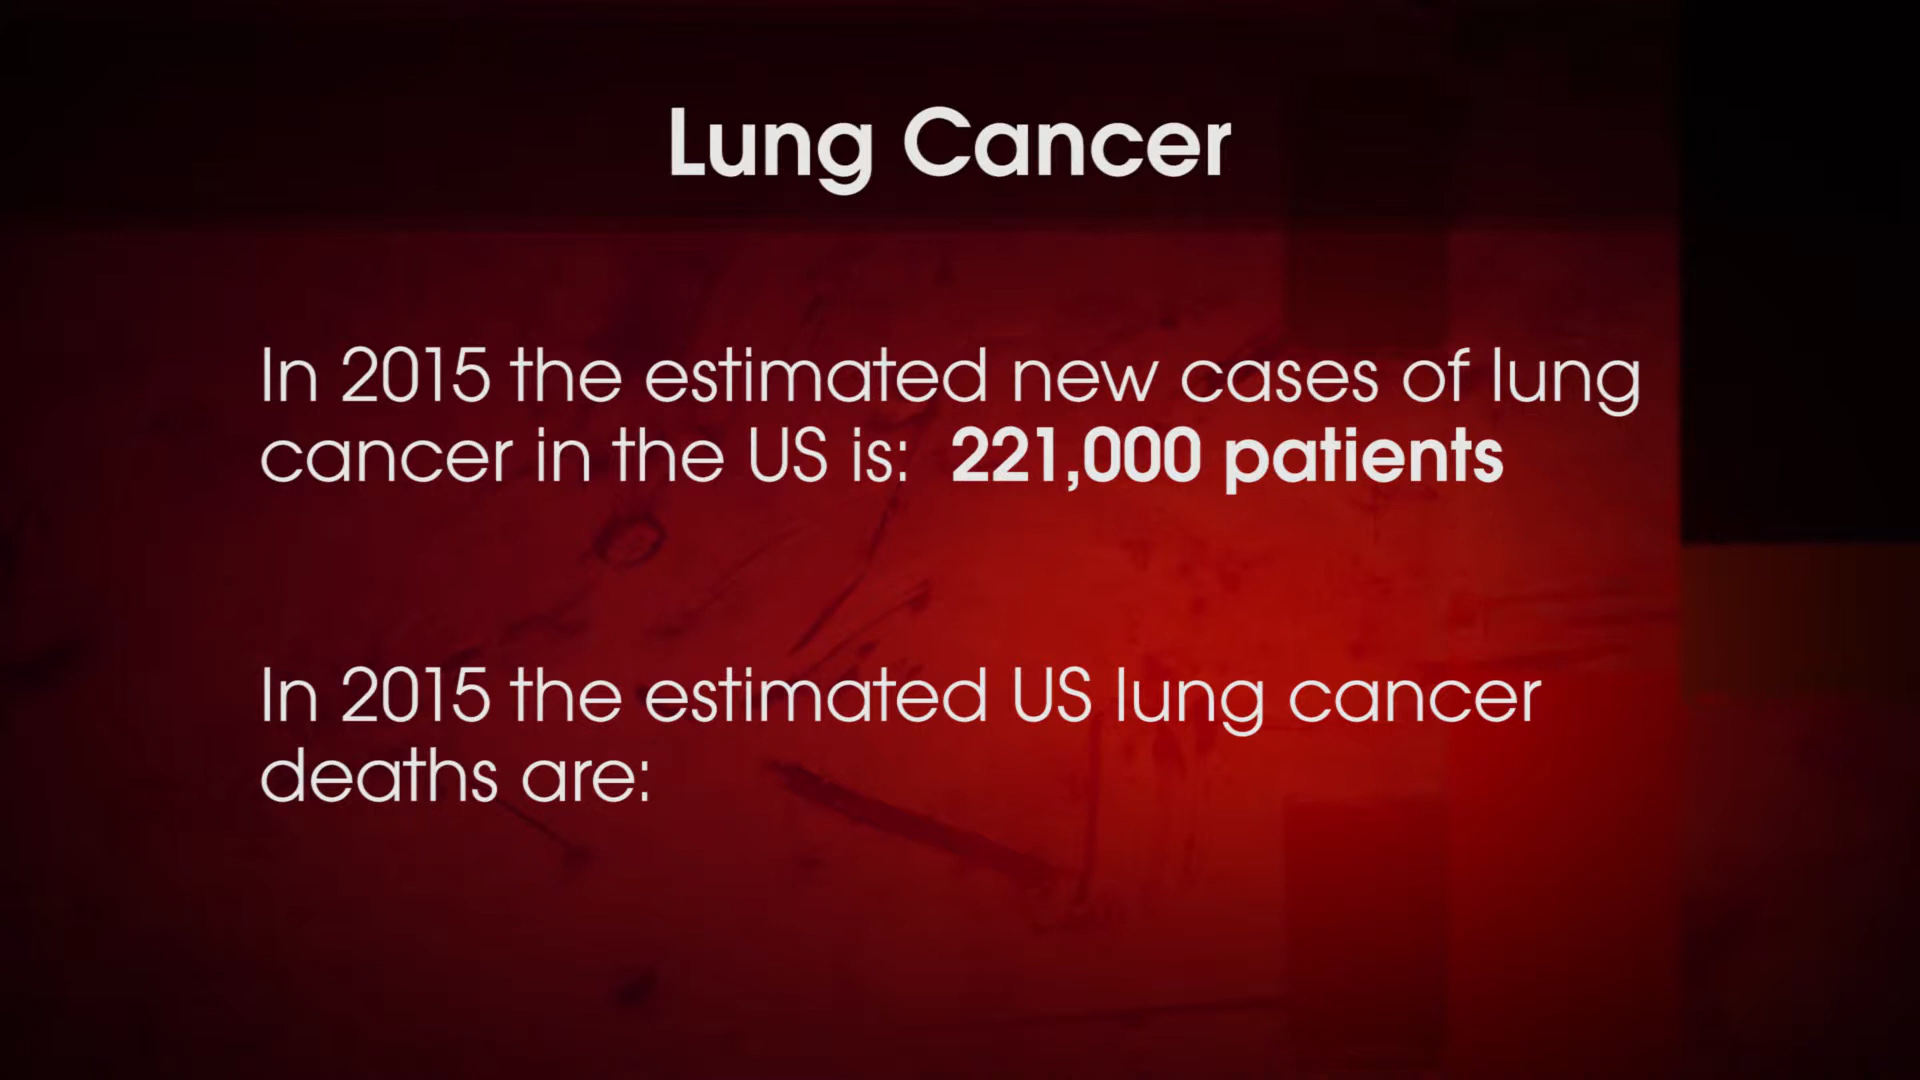 Lung Cancer
In 2015 the estimated new cases of lung
cancer in the US is: 221,000 patients
In 2015 the estimated US lung cancer
deaths are: